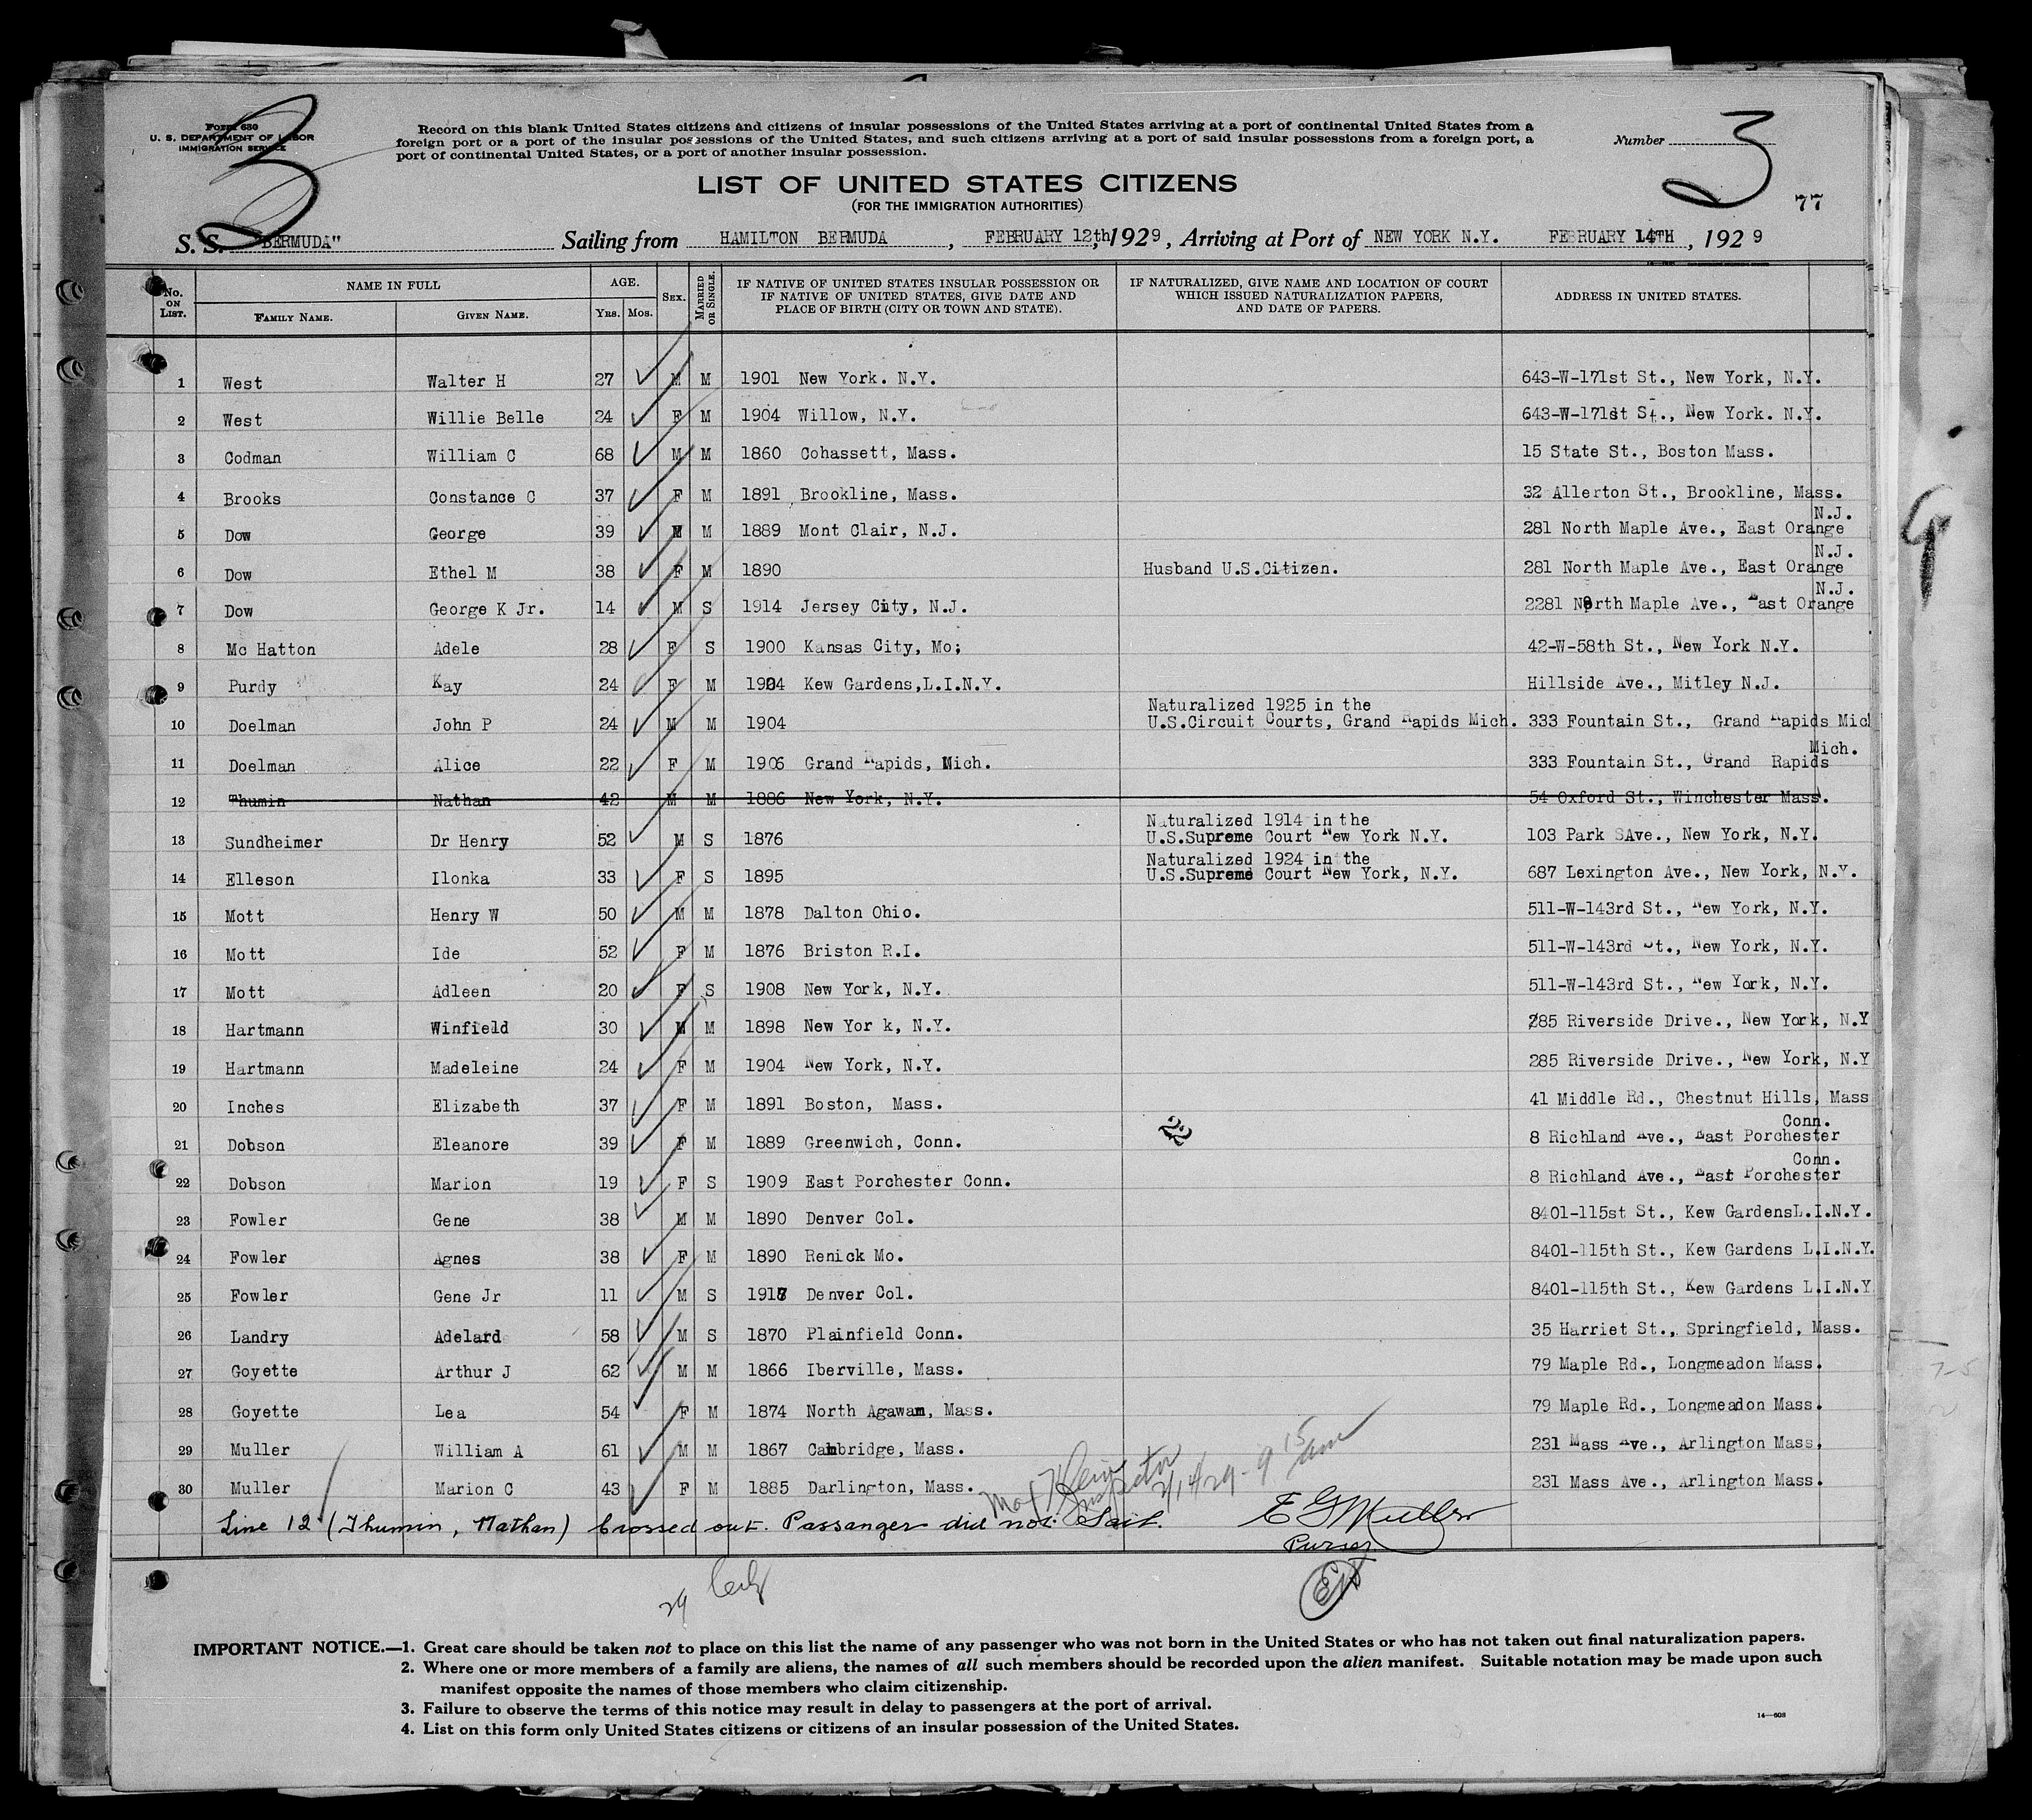 Form 630
U. S. DEPARTMENT OF LABOR
IMMIGRATION SERVICE
3
Record on this blank United States citizens and citizens of insular possessions of the United States arriving at a port of continental United States from a
foreign port or a port of the insular possessions of the United States, and such citizens arriving at a port of said insular possessions from a foreign port, a
port of continental United States, or a port of another insular possession.
Number 3
LIST OF UNITED STATES CITIZENS
(FOR THE IMMIGRATION AUTHORITIES)
77
S. S. "BERMUDA" Sailing from HAMILTON BERMUDA, FEBRUARY 12th, 1929, Arriving at Port of NEW YORK N.Y. FEBRUARY 14TH, 1929
No. ON LIST. NAME IN FULL FAMILY NAME. GIVEN NAME. AGE. YRS. MOS. SEX. MARRIED OR SINGLE. IF NATIVE OF UNITED STATES INSULAR POSSESSION OR IF NATIVE OF UNITED STATES, GIVE DATE AND PLACE OF BIRTH (CITY OR TOWN AND STATE). IF NATURALIZED, GIVE NAME AND LOCATION OF COURT WHICH ISSUED NATURALIZATION PAPERS, AND DATE OF PAPERS. ADDRESS IN UNITED STATES.
1 West Walter H 27 M M 1901 New York. N.Y. 643-W-171st St., New York, N.Y.
2 West Willie Belle 24 F M 1904 Willow, N.Y. 643-W-171st St., New York. N.Y.
3 Codman William C 68 M M 1860 Cohassett, Mass. 15 State St., Boston Mass.
4 Brooks Constance C 37 F M 1891 Brookline, Mass. 32 Allerton St., Brookline, Mass.
5 Dow George 39 M M 1889 Mont Clair, N.J. 281 North Maple Ave., East Orange N.J.
6 Dow Ethel M 38 F M 1890 Husband U.S.Citizen. 281 North Maple Ave., East Orange N.J.
7 Dow George K Jr. 14 M S 1914 Jersey City, N.J. 2281 North Maple Ave., East Orange N.J.
8 Mc Hatton Adele 28 F S 1900 Kansas City, Mo; 42-W-58th St., New York N.Y.
9 Purdy Kay 24 F M 1904 Kew Gardens,L.I.N.Y. Hillside Ave., Mitley N.J.
10 Doelman John P 24 M M 1904 Naturalized 1925 in the U.S.Circuit Courts, Grand Rapids Mich. 333 Fountain St., Grand Rapids Mic
11 Doelman Alice 22 F M 1906 Grand Rapids, Mich. 333 Fountain St., Grand Rapids Mich.
12 Thumin Nathan 42 M M 1886 New York, N.Y. 54 Oxford St., Winchester Mass.
13 Sundheimer Dr Henry 52 M S 1876 Naturalized 1914 in the U.S.Supreme Court New York N.Y. 103 Park SAve., New York, N.Y.
14 Elleson Ilonka 33 F S 1895 Naturalized 1924 in the U.S.Supreme Court New York, N.Y. 687 Lexington Ave., New York, N.Y.
15 Mott Henry W 50 M M 1878 Dalton Ohio. 511-W-143rd St., New York, N.Y.
16 Mott Ide 52 F M 1876 Briston R.I. 511-W-143rd St., New York, N.Y.
17 Mott Adleen 20 F S 1908 New York, N.Y. 511-W-143rd St., New York, N.Y.
18 Hartmann Winfield 30 M M 1898 New Yor k, N.Y. 285 Riverside Drive., New York, N.Y
19 Hartmann Madeleine 24 F M 1904 New York, N.Y. 285 Riverside Drive., New York, N.Y
20 Inches Elizabeth 37 F M 1891 Boston, Mass. 41 Middle Rd., Chestnut Hills, Mass
21 Dobson Eleanore 39 F M 1889 Greenwich, Conn. 22 8 Richland Ave., East Porchester Conn.
22 Dobson Marion 19 F S 1909 East Porchester Conn. 8 Richland Ave., East Porchester Conn.
23 Fowler Gene 38 M M 1890 Denver Col. 8401-115st St., Kew GardensL.I.N.Y.
24 Fowler Agnes 38 F M 1890 Renick Mo. 8401-115th St., Kew Gardens L.I.N.Y.
25 Fowler Gene Jr 11 M S 1917 Denver Col. 8401-115th St., Kew Gardens L.I.N.Y
26 Landry Adelard 58 M S 1870 Plainfield Conn. 35 Harriet St., Springfield, Mass.
27 Goyette Arthur J 62 M M 1866 Iberville, Mass. 79 Maple Rd., Longmeadon Mass.
28 Goyette Lea 54 F M 1874 North Agawam, Mass. 79 Maple Rd., Longmeadon Mass.
29 Muller William A 61 M M 1867 Cambridge, Mass. 231 Mass Ave., Arlington Mass.
30 Muller Marion C 43 F M 1885 Darlington, Mass. 231 Mass Ave., Arlington Mass.
Inspector 2/14/29 - 9 15 am
Line 12 (Thumin, Nathan) Crossed out. Passanger did not Sail. E G Muller
Purser
29
IMPORTANT NOTICE.—1. Great care should be taken not to place on this list the name of any passenger who was not born in the United States or who has not taken out final naturalization papers.
2. Where one or more members of a family are aliens, the names of all such members should be recorded upon the alien manifest. Suitable notation may be made upon such
manifest opposite the names of those members who claim citizenship.
3. Failure to observe the terms of this notice may result in delay to passengers at the port of arrival.
4. List on this form only United States citizens or citizens of an insular possession of the United States.
14—608